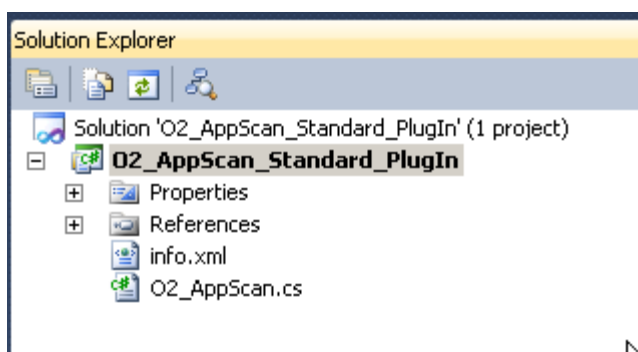 Solution Explorer
Solution 'O2_AppScan_Standard_PlugIn' (1 project)
O2_AppScan_Standard_PlugIn
Properties
References
info.xml
O2_AppScan.cs